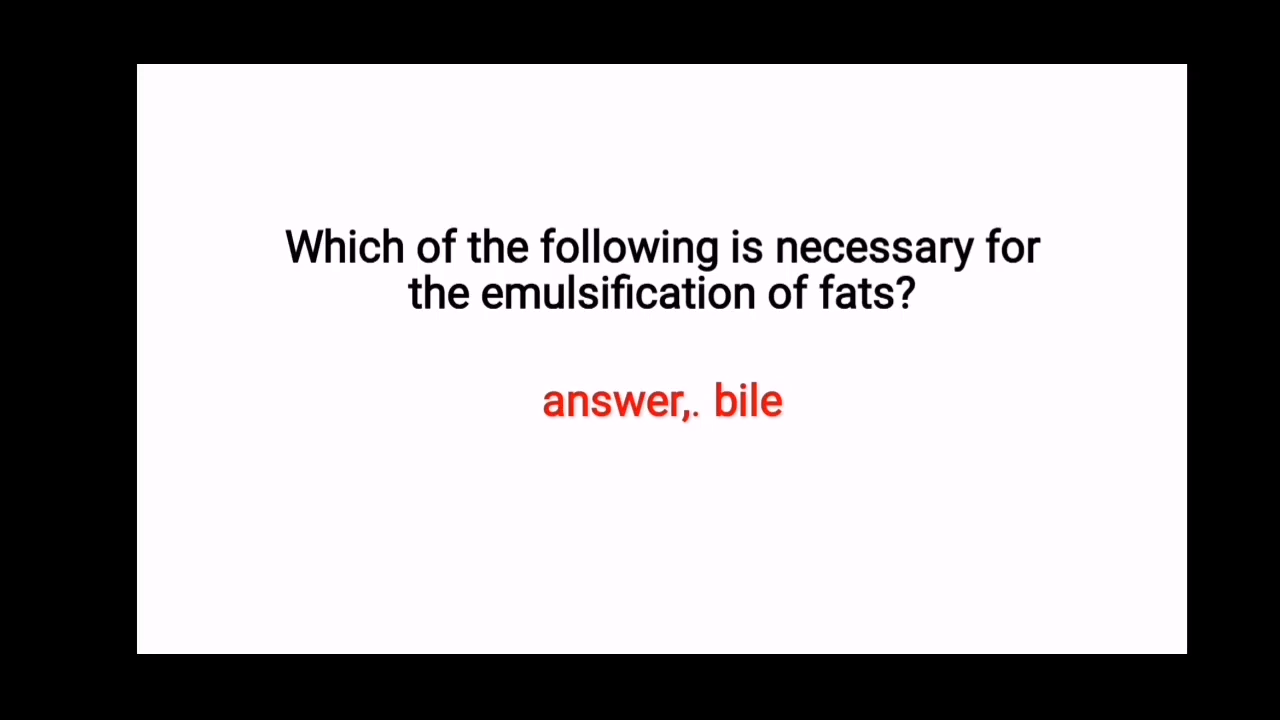 Which of the following is necessary for
the emulsification of fats?
answer,. bile